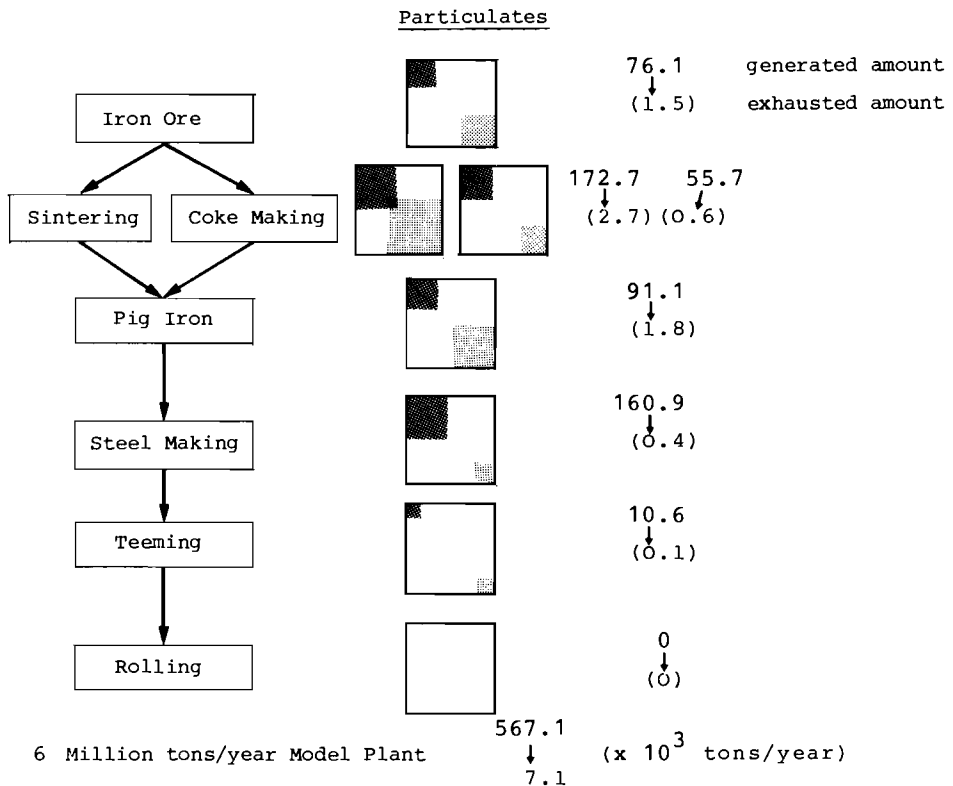 Particulates
76.1 generated amount
(1.5) exhausted amount
Iron Ore
172.7 55.7
Sintering Coke Making (2.7) (0.6)
91.1
Pig Iron (1.8)
160.9
Steel Making (0.4)
10.6
Teeming (0.1)
0
Rolling (0)
567.1
6 Million tons/year Model Plant (x 10³ tons/year)
7.1